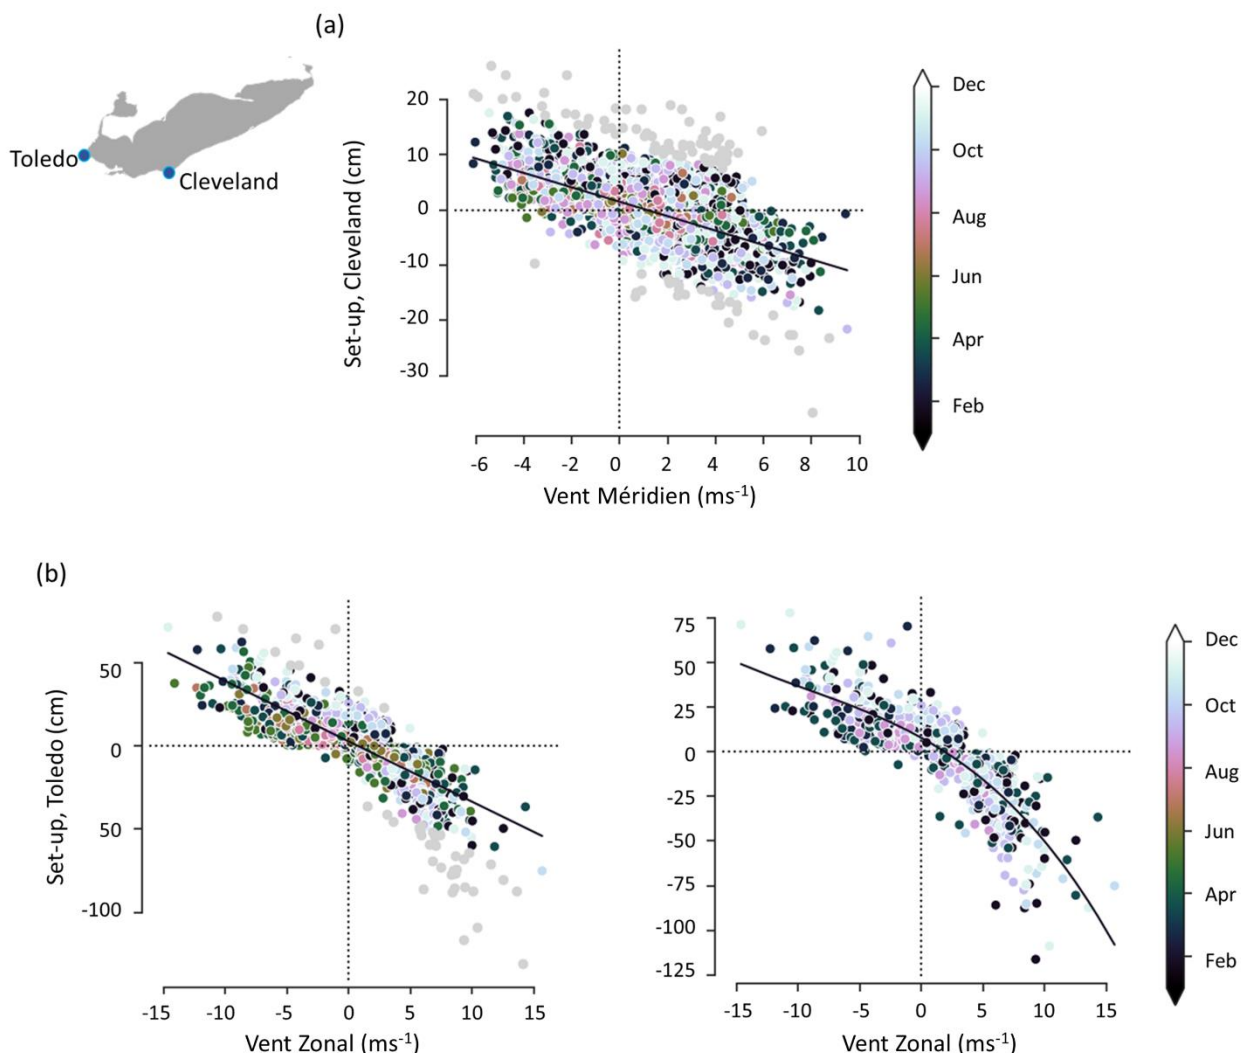 (a)
Toledo
Cleveland
Set-up, Cleveland (cm)
20
10
0
-10
-20
-30
-6 -4 -2 0 2 4 6 8 10
Vent Méridien (ms⁻¹)
Dec
Oct
Aug
Jun
Apr
Feb
(b)
Set-up, Toledo (cm)
50
0
50
-100
-15 -10 -5 0 5 10 15
Vent Zonal (ms⁻¹)
75
50
25
0
-25
-50
-75
-100
-125
-15 -10 -5 0 5 10 15
Vent Zonal (ms⁻¹)
Dec
Oct
Aug
Jun
Apr
Feb